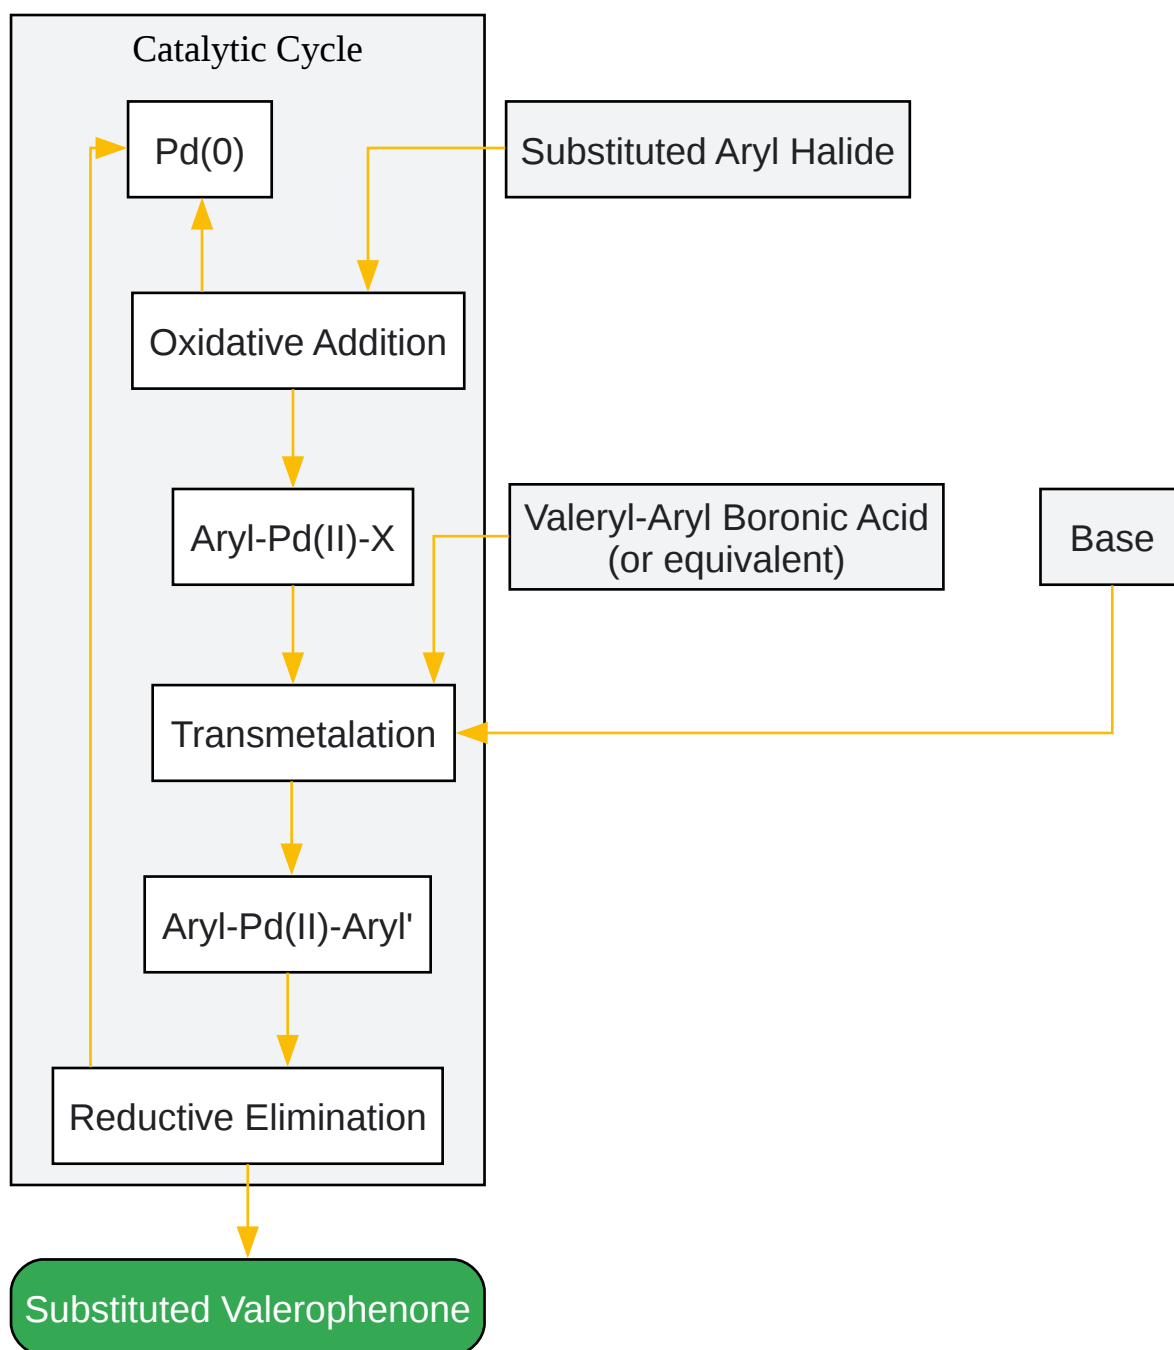 Catalytic Cycle
Pd(0)
Substituted Aryl Halide
Oxidative Addition
Aryl-Pd(II)-X
Valeryl-Aryl Boronic Acid
(or equivalent)
Base
Transmetalation
Aryl-Pd(II)-Aryl'
Reductive Elimination
Substituted Valerophenone